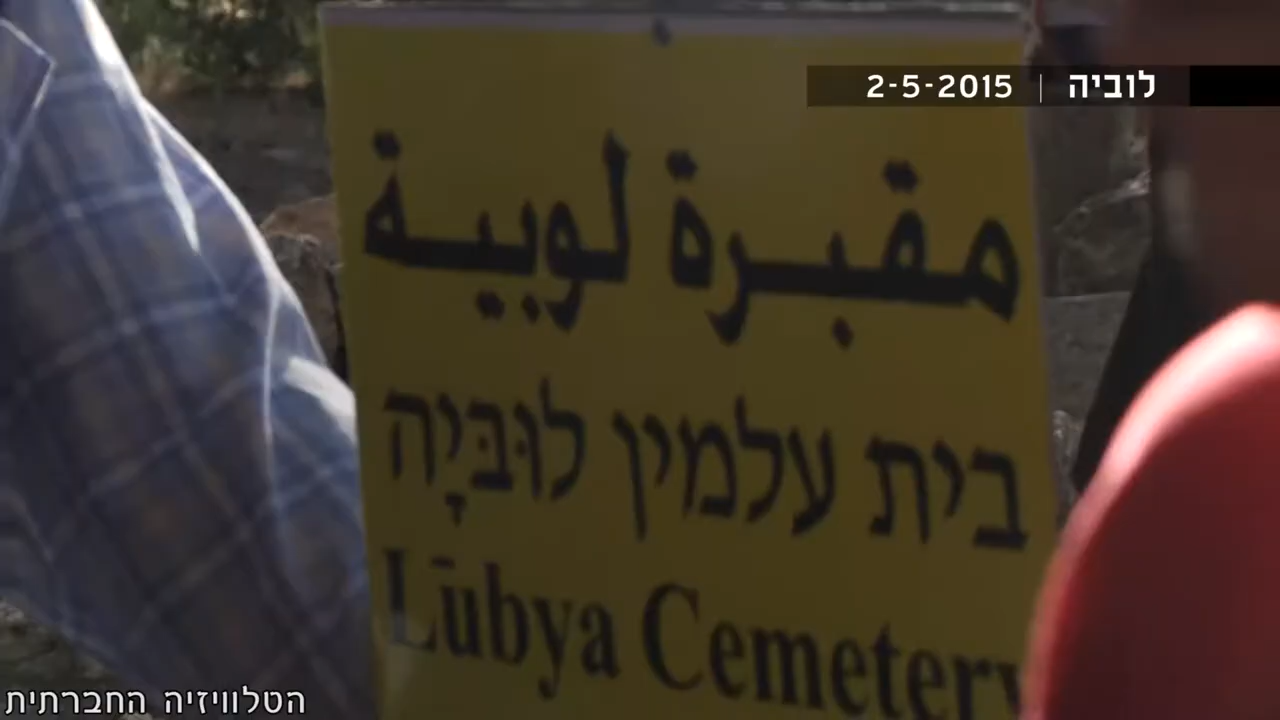 לוביה | 2-5-2015
مقبرة لوبية
בית עלמין לוּבְּיָה
Lūbya Cemetery
הטלוויזיה החברתית